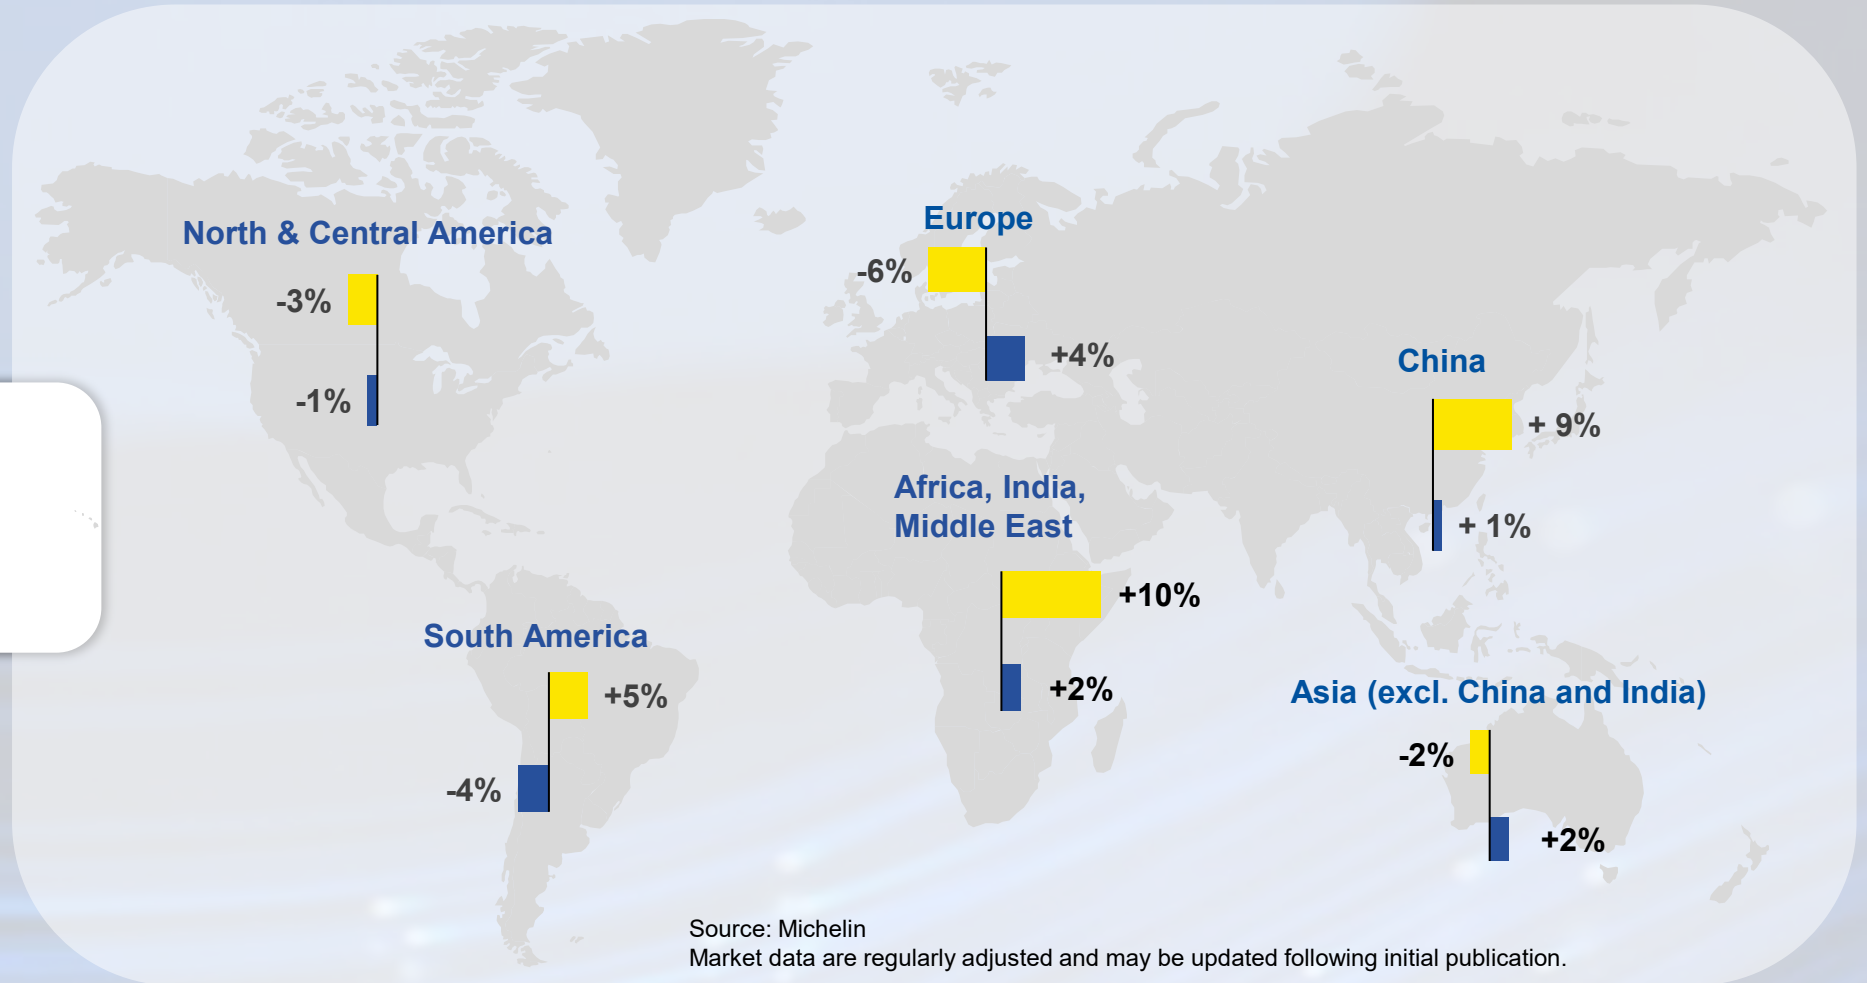 North & Central America
-3%
-1%
Europe
-6%
+4%
China
+ 9%
+ 1%
Africa, India,
Middle East
+10%
+2%
South America
+5%
-4%
Asia (excl. China and India)
-2%
+2%
Source: Michelin
Market data are regularly adjusted and may be updated following initial publication.